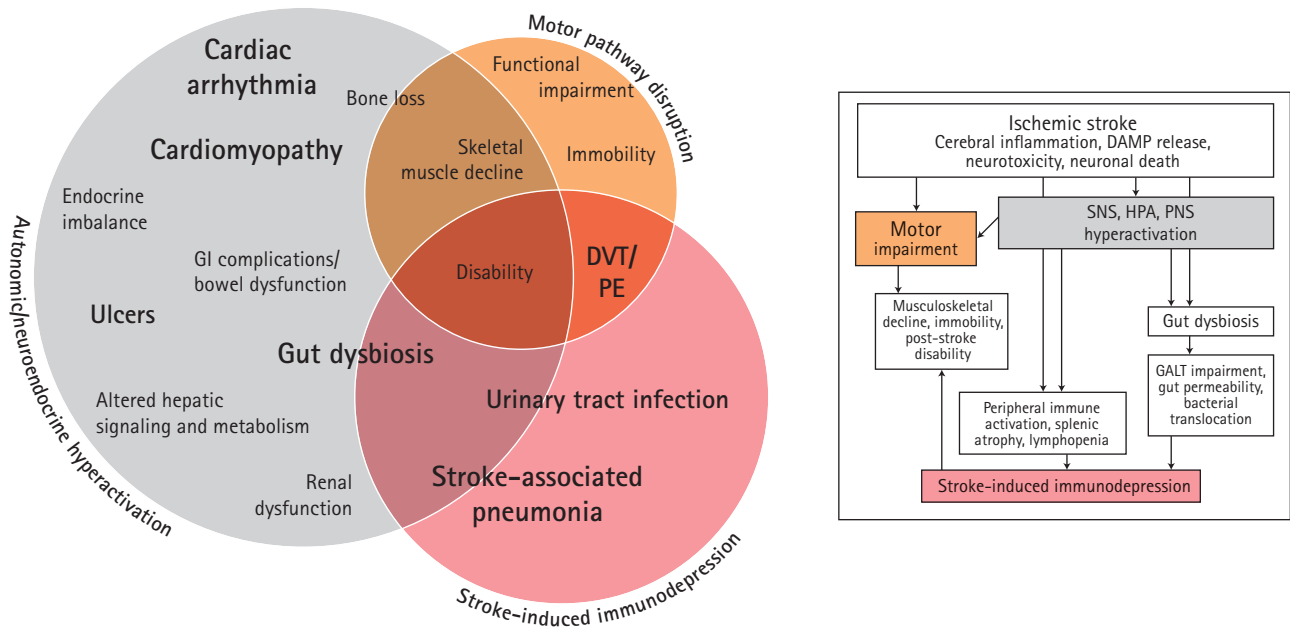 Cardiac
arrhythmia
Bone loss
Cardiomyopathy
Skeletal
muscle decline
Functional
impairment
Immobility
Motor pathway disruption
Endocrine
imbalance
GI complications/
bowel dysfunction
Disability
DVT/
PE
Ulcers
Gut dysbiosis
Altered hepatic
signaling and metabolism
Urinary tract infection
Renal
dysfunction
Stroke-associated
pneumonia
Autonomic/neuroendocrine hyperactivation
Stroke-induced immunodepression
Ischemic stroke
Cerebral inflammation, DAMP release,
neurotoxicity, neuronal death
Motor
impairment
SNS, HPA, PNS
hyperactivation
Musculoskeletal
decline, immobility,
post-stroke
disability
Gut dysbiosis
GALT impairment,
gut permeability,
bacterial
translocation
Peripheral immune
activation, splenic
atrophy, lymphopenia
Stroke-induced immunodepression